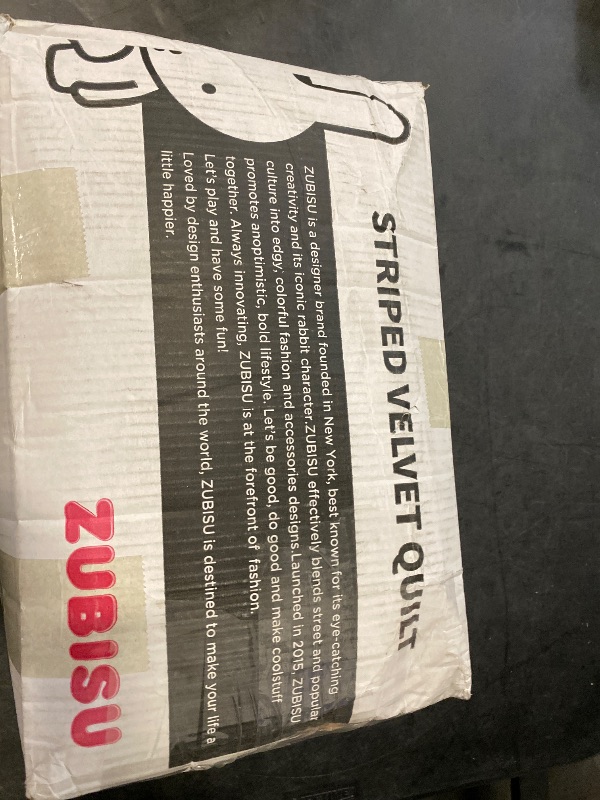 STRIPED VELVET QUILT
ZUBISU is a designer brand founded in New York, best known for its eye-catching
creativity and its iconic rabbit character.ZUBISU effectively blends street and popular
culture into edgy, colorful fashion and accessories designs.Launched in 2015, ZUBISU
promotes anoptimistic, bold lifestyle. Let's be good, do good and make coolstuff
together. Always innovating, ZUBISU is at the forefront of fashion.
Let's play and have some fun!
Loved by design enthusiasts around the world, ZUBISU is destined to make your life a
little happier.
ZUBISU